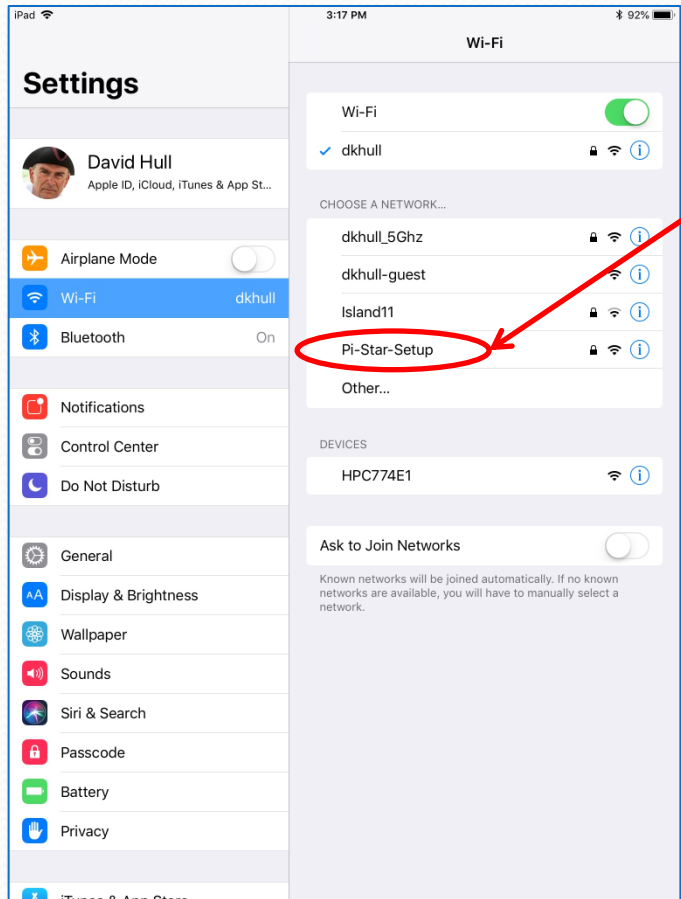 iPad
3:17 PM
92%
Settings
Wi-Fi
David Hull
Apple ID, iCloud, iTunes & App St...
Airplane Mode
Wi-Fi dkhull
Bluetooth On
Notifications
Control Center
Do Not Disturb
General
AA Display & Brightness
Wallpaper
Sounds
Siri & Search
Passcode
Battery
Privacy
iTunes & App Store
Wi-Fi
dkhull
CHOOSE A NETWORK...
dkhull_5Ghz
dkhull-guest
Island11
Pi-Star-Setup
Other...
DEVICES
HPC774E1
Ask to Join Networks
Known networks will be joined automatically. If no known
networks are available, you will have to manually select a
network.